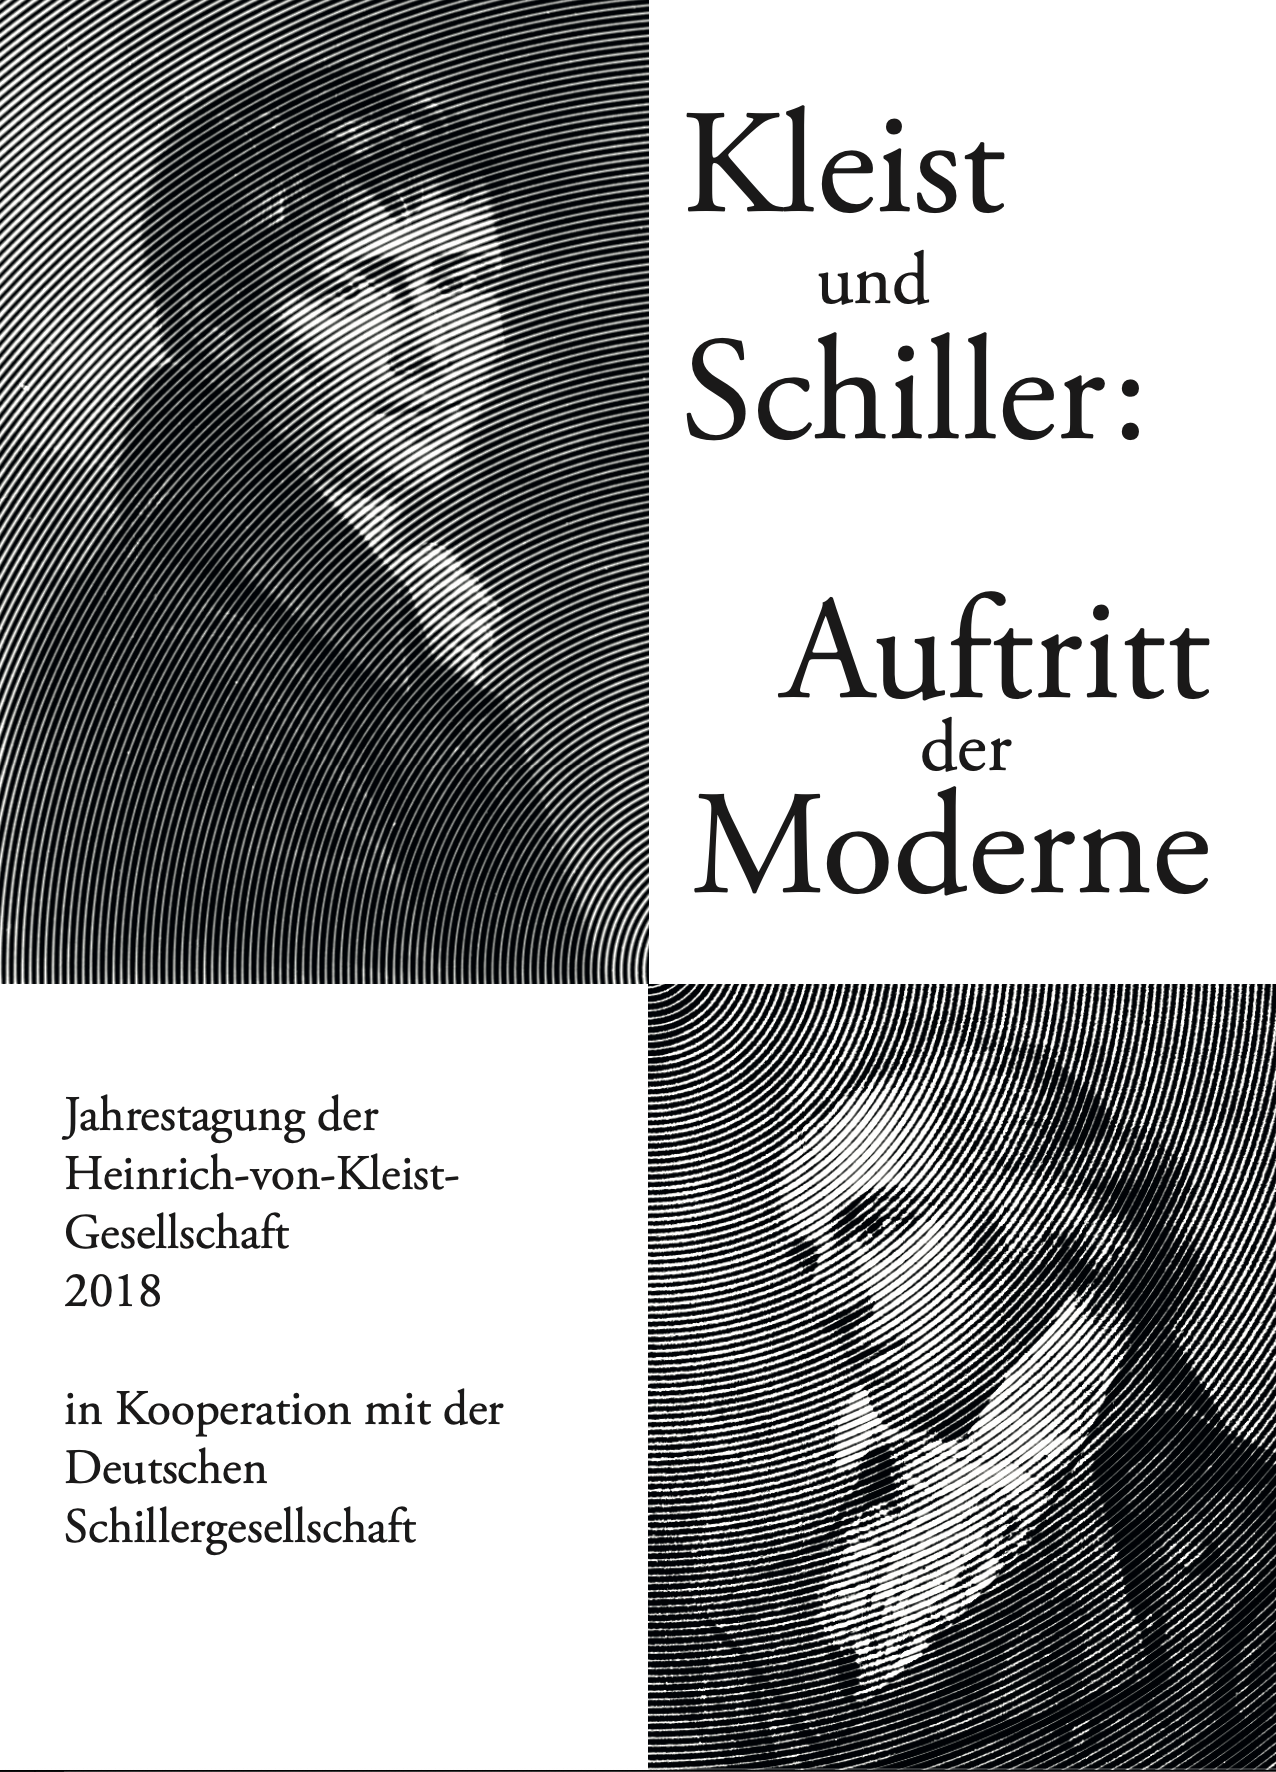 Kleist
und
Schiller:
Auftritt
der
Moderne
Jahrestagung der
Heinrich-von-Kleist-
Gesellschaft
2018
in Kooperation mit der
Deutschen
Schillergesellschaft